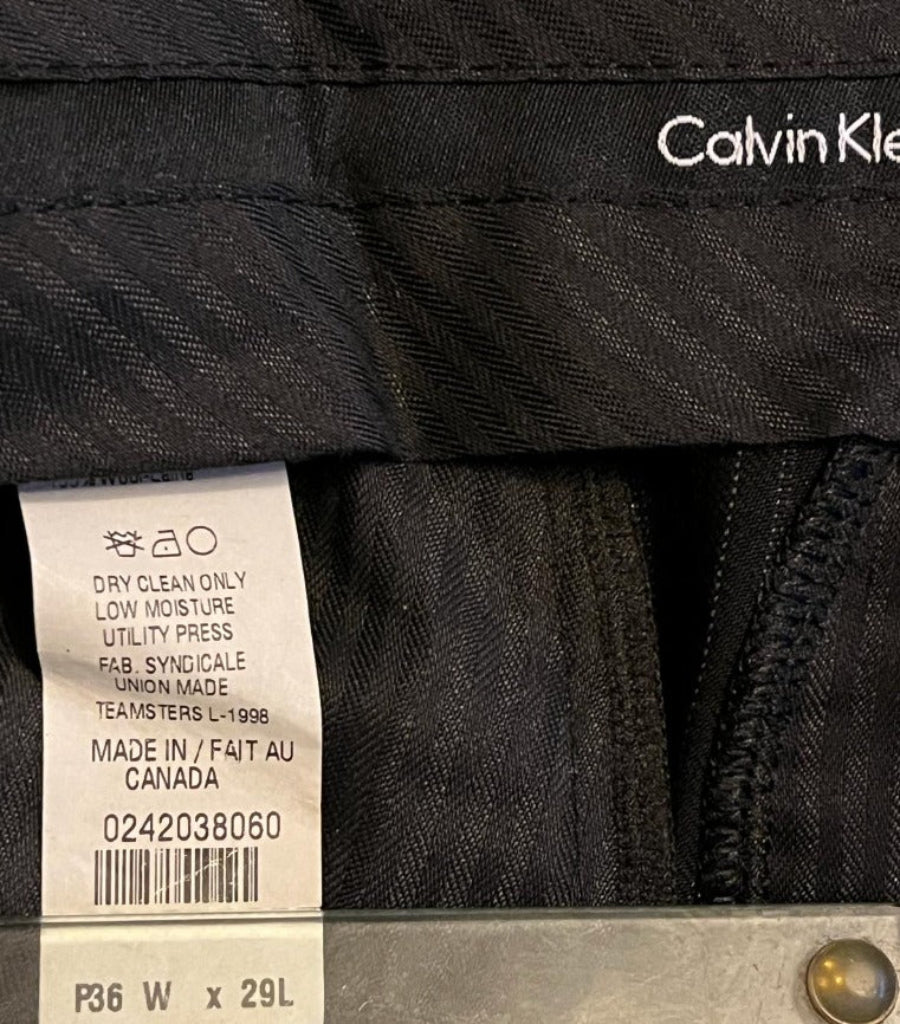 Calvin Kle
DRY CLEAN ONLY
LOW MOISTURE
UTILITY PRESS
FAB. SYNDICALE
UNION MADE
TEAMSTERS L-1998
MADE IN / FAIT AU
CANADA
0242038060
P36 W x 29L